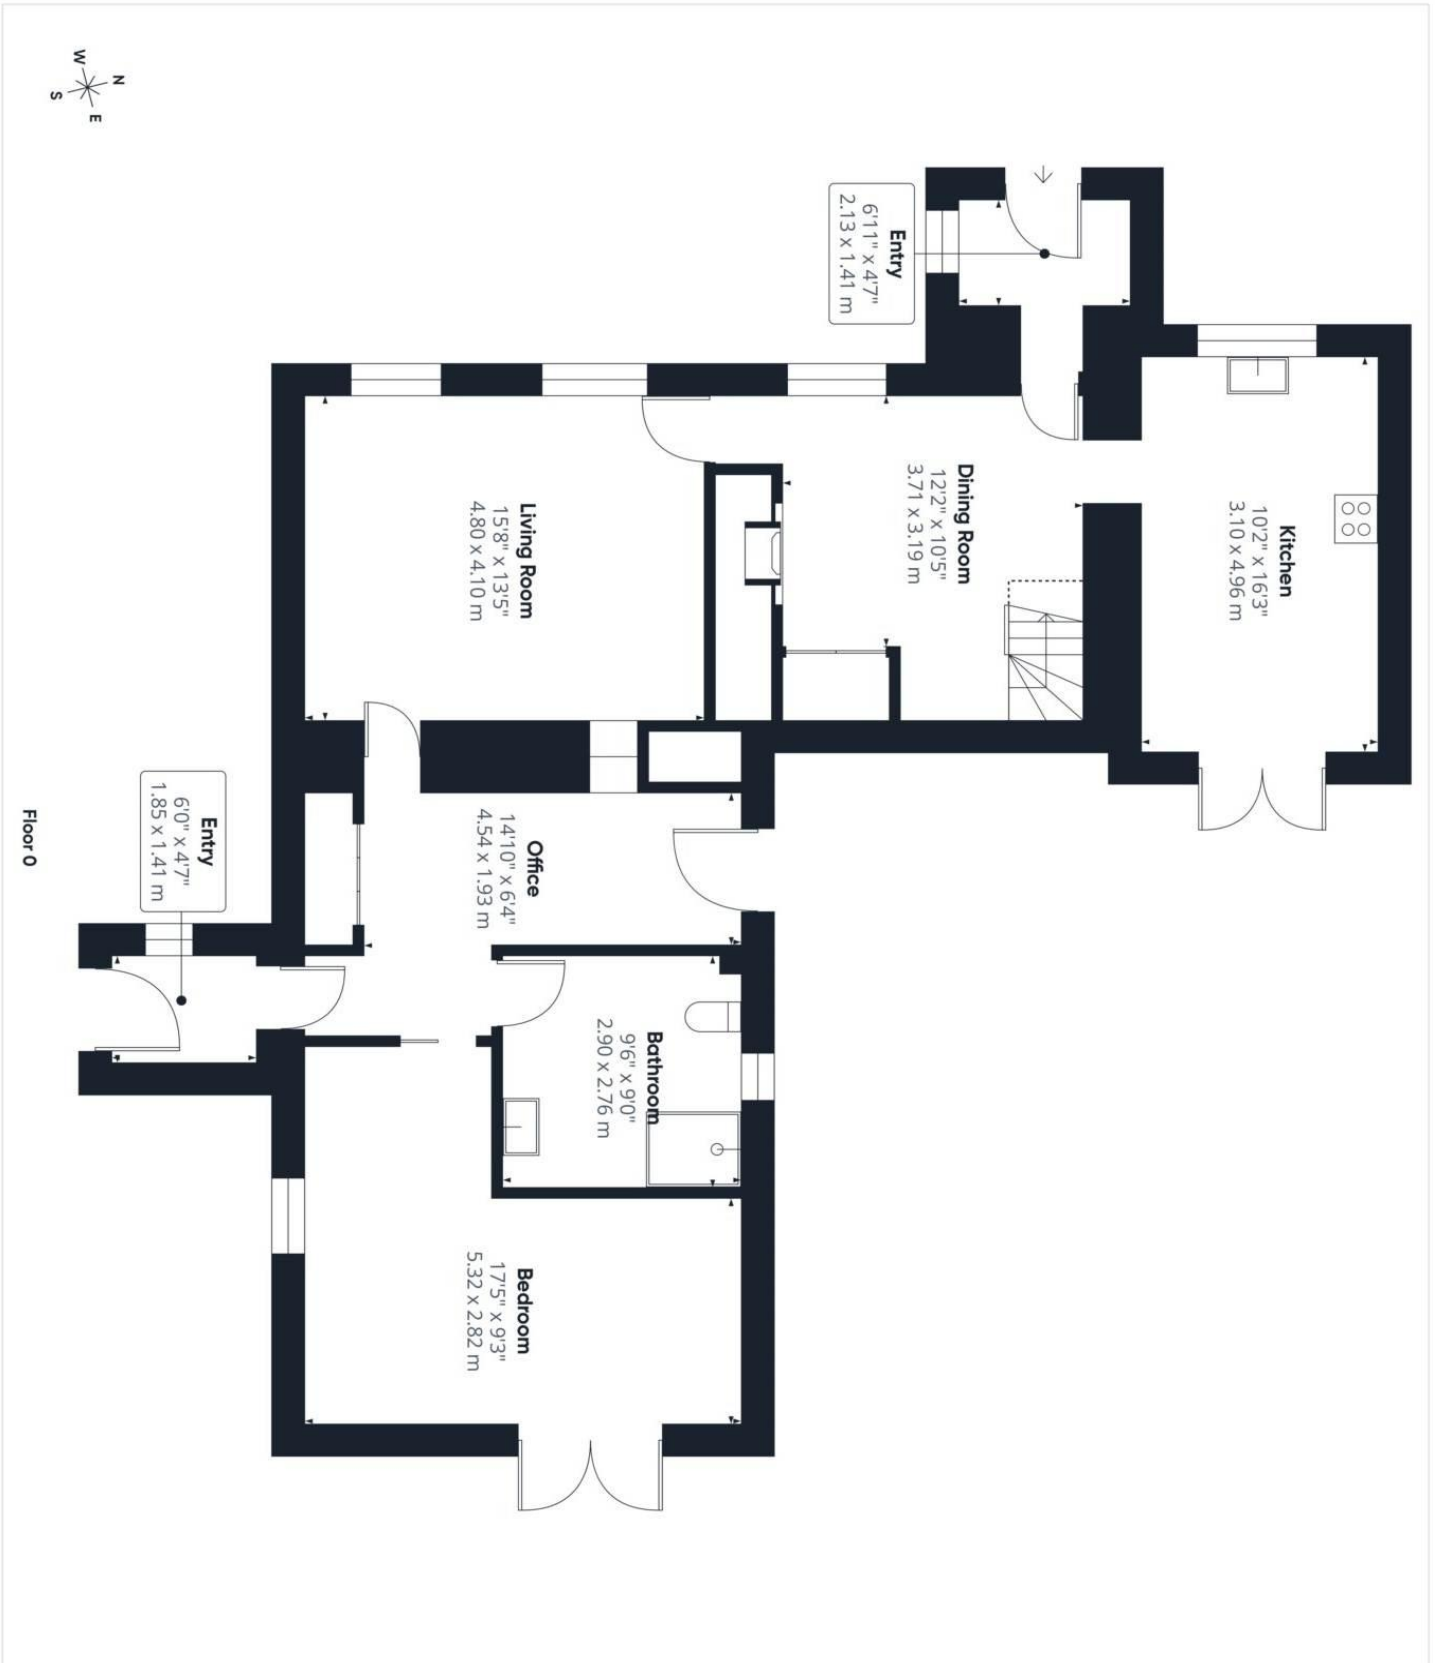 N
W
E
S
Entry
6'11" x 4'7"
2.13 x 1.41 m
Kitchen
10'2" x 16'3"
3.10 x 4.96 m
Dining Room
12'2" x 10'5"
3.71 x 3.19 m
Living Room
15'8" x 13'5"
4.80 x 4.10 m
Office
14'10" x 6'4"
4.54 x 1.93 m
Entry
6'0" x 4'7"
1.85 x 1.41 m
Bathroom
9'6" x 9'0"
2.90 x 2.76 m
Bedroom
17'5" x 9'3"
5.32 x 2.82 m
Floor 0